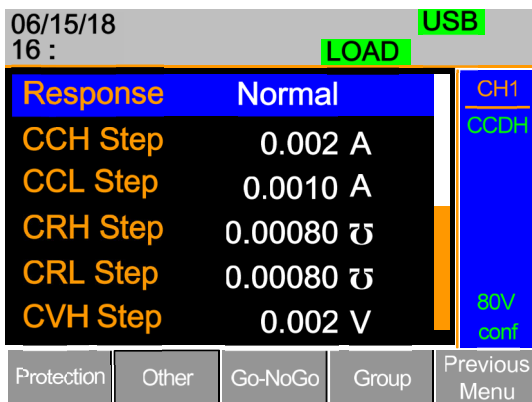 06/15/18
16 :
USB
LOAD
Response Normal
CCH Step 0.002 A
CCL Step 0.0010 A
CRH Step 0.00080 ℧
CRL Step 0.00080 ℧
CVH Step 0.002 V
CH1
CCDH
80V
conf
Protection Other Go-NoGo Group Previous Menu